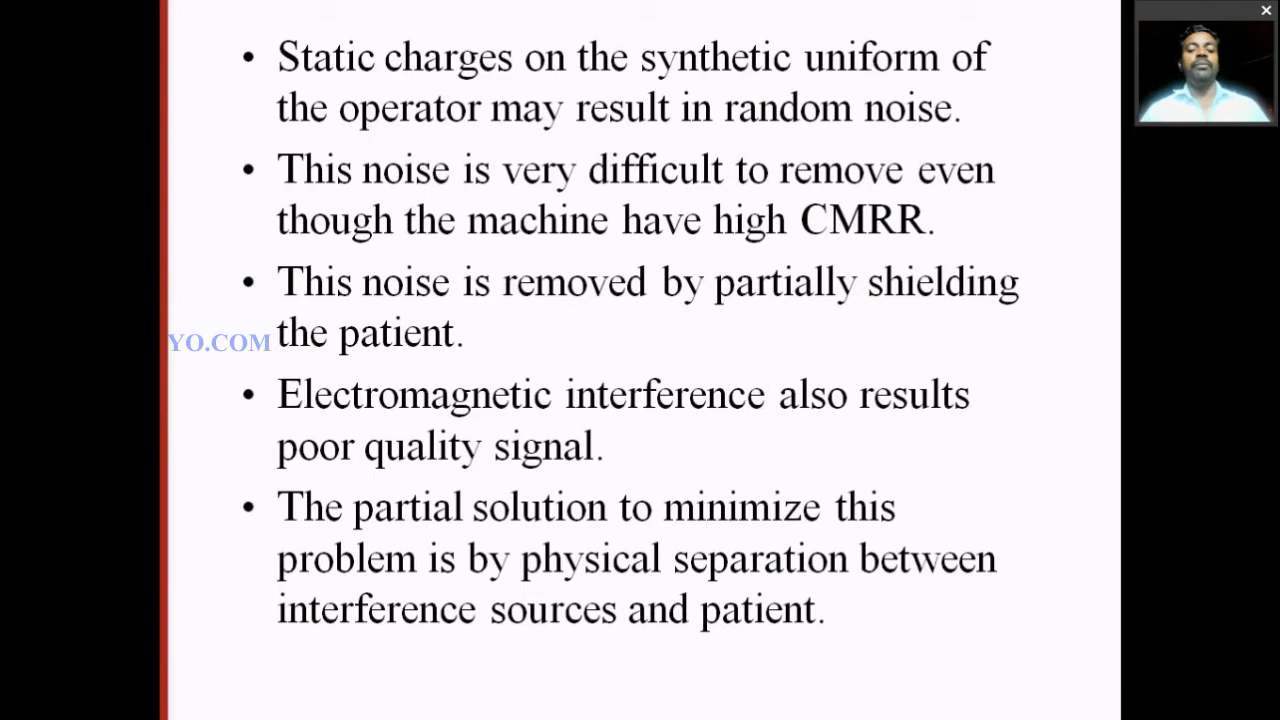 • Static charges on the synthetic uniform of
the operator may result in random noise.
• This noise is very difficult to remove even
though the machine have high CMRR.
• This noise is removed by partially shielding
the patient.
YO.COM
• Electromagnetic interference also results
poor quality signal.
• The partial solution to minimize this
problem is by physical separation between
interference sources and patient.